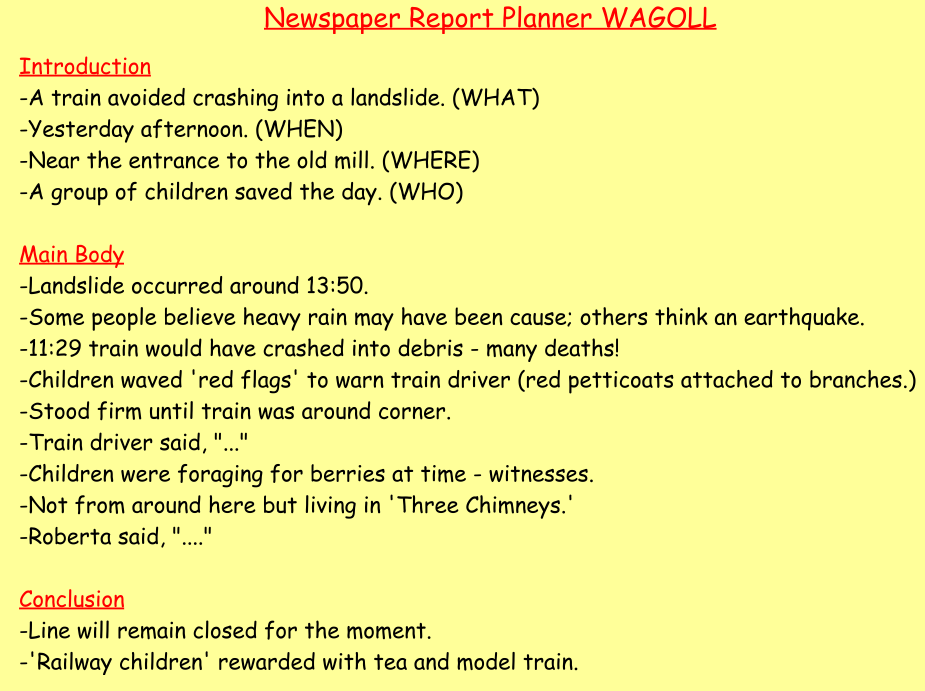 Newspaper Report Planner WAGOLL
Introduction
-A train avoided crashing into a landslide. (WHAT)
-Yesterday afternoon. (WHEN)
-Near the entrance to the old mill. (WHERE)
-A group of children saved the day. (WHO)
Main Body
-Landslide occurred around 13:50.
-Some people believe heavy rain may have been cause; others think an earthquake.
-11:29 train would have crashed into debris - many deaths!
-Children waved 'red flags' to warn train driver (red petticoats attached to branches.)
-Stood firm until train was around corner.
-Train driver said, "..."
-Children were foraging for berries at time - witnesses.
-Not from around here but living in 'Three Chimneys.'
-Roberta said, "...."
Conclusion
-Line will remain closed for the moment.
-'Railway children' rewarded with tea and model train.